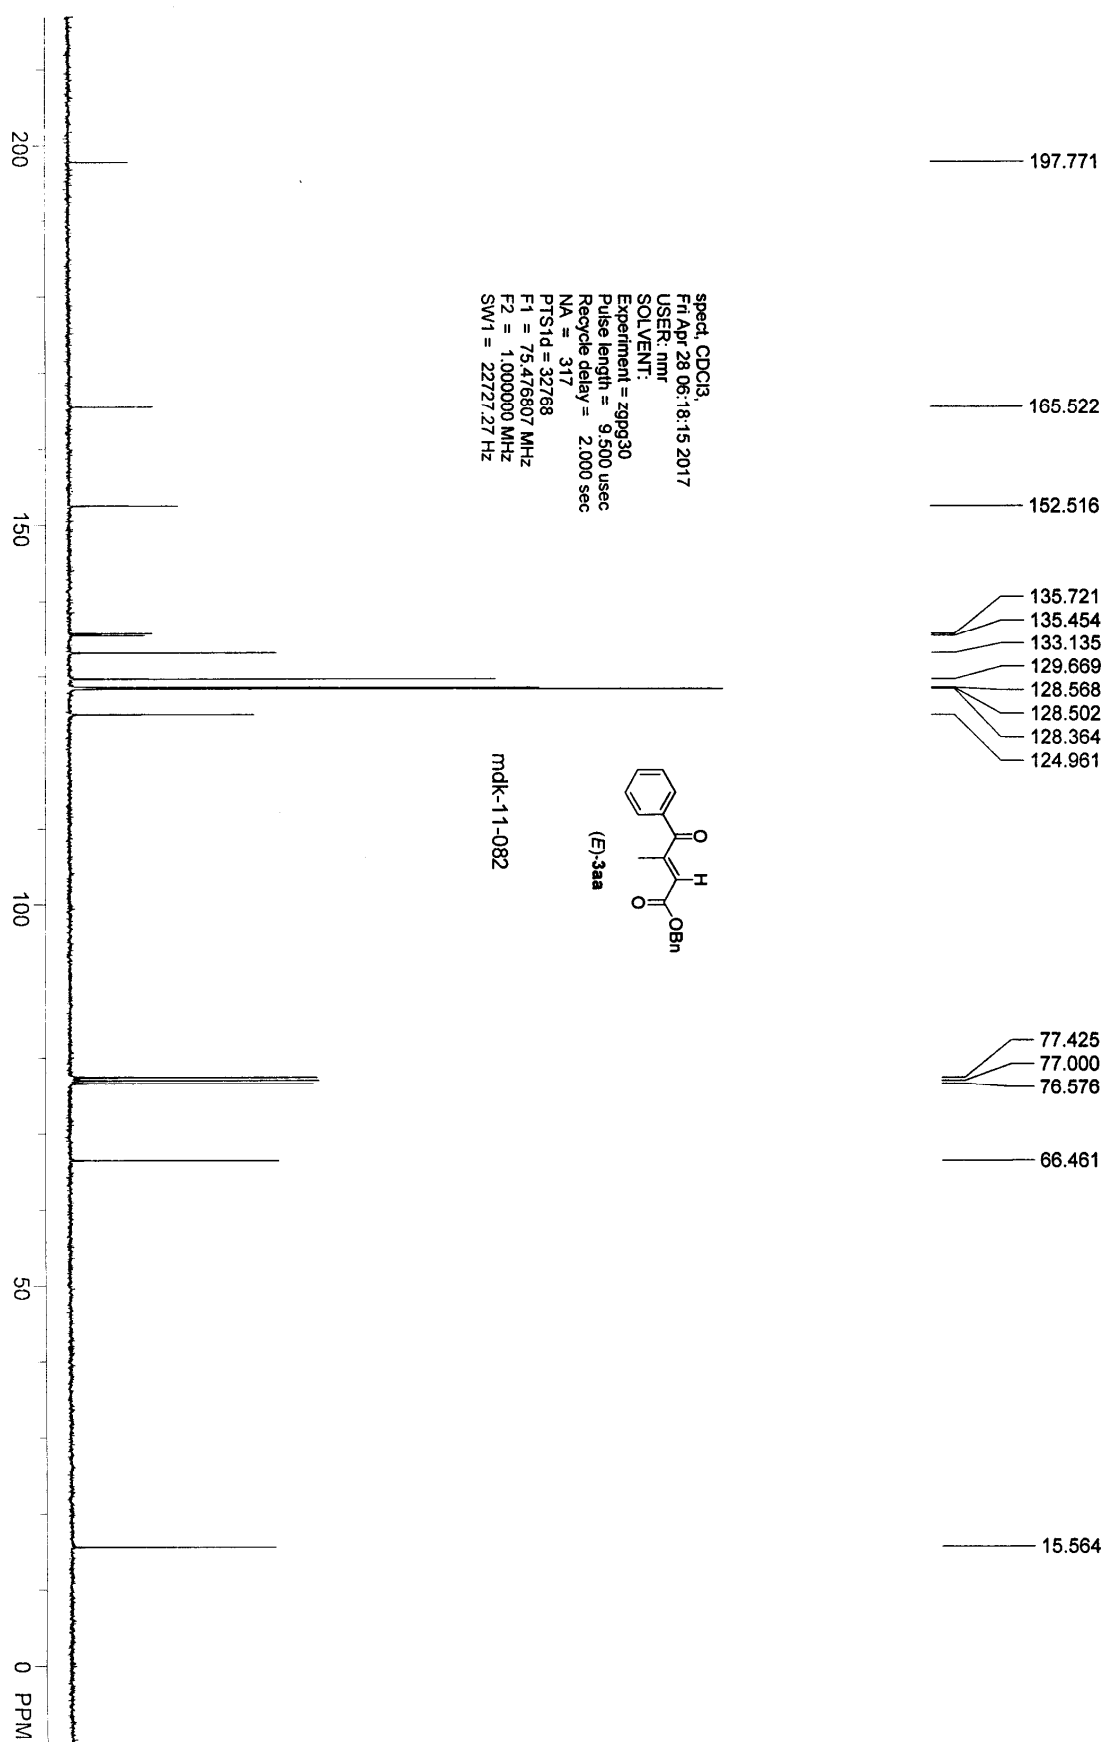 197.771
165.522
152.516
135.721
135.454
133.135
129.669
128.568
128.502
128.364
124.961
77.425
77.000
76.576
66.461
15.564
spect, CDCl3,
Fri Apr 28 06:18:15 2017
USER: nmr
SOLVENT:
Experiment = zgpg30
Pulse length = 9.500 usec
Recycle delay = 2.000 sec
NA = 317
PTS1d = 32768
F1 = 75.476807 MHz
F2 = 1.000000 MHz
SW1 = 22727.27 Hz
O
H
O
OBn
(E)-3aa
mdk-11-082
200
150
100
50
0 PPM